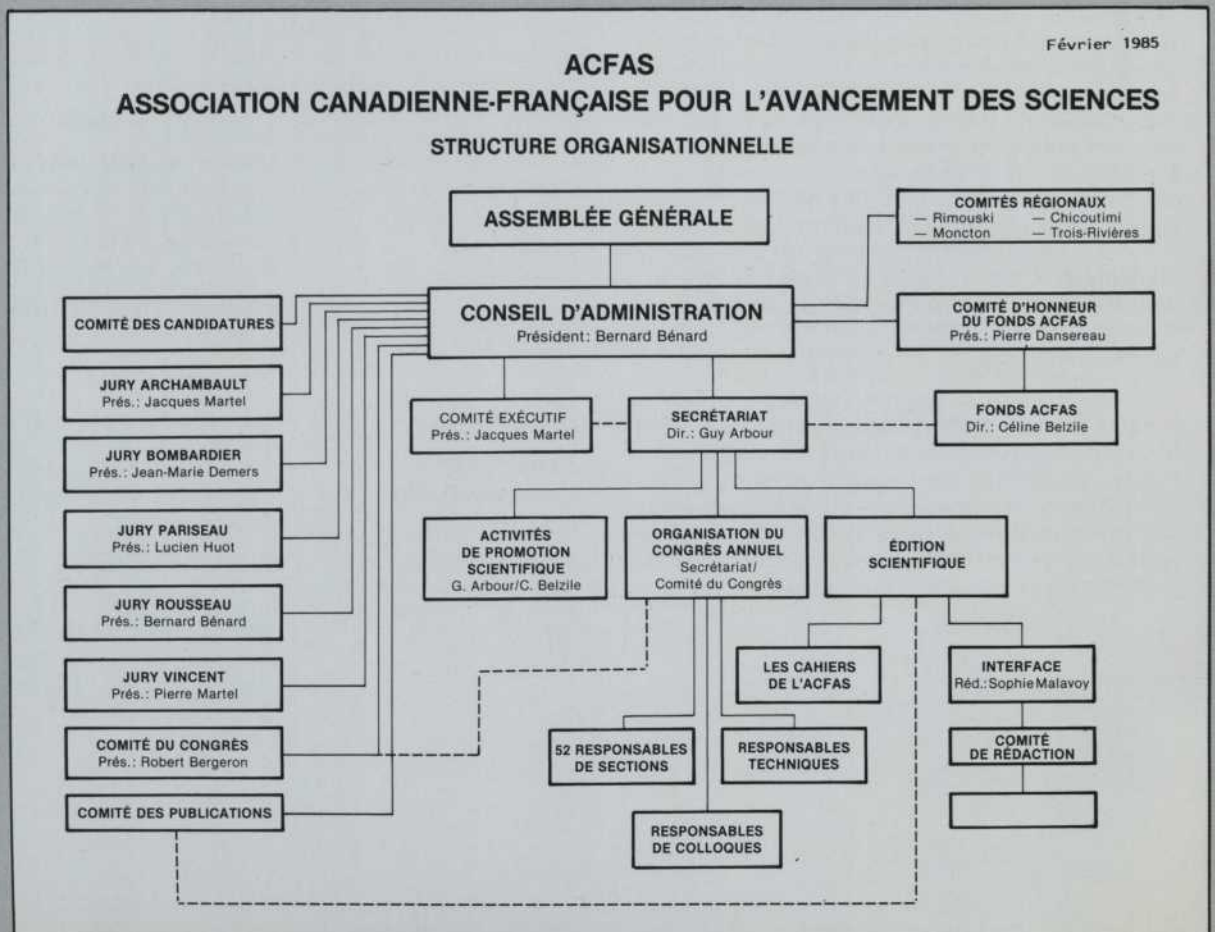 Février 1985
ACFAS
ASSOCIATION CANADIENNE-FRANÇAISE POUR L'AVANCEMENT DES SCIENCES
STRUCTURE ORGANISATIONNELLE
ASSEMBLÉE GÉNÉRALE
COMITÉS RÉGIONAUX
— Rimouski — Chicoutimi
— Moncton — Trois-Rivières
CONSEIL D'ADMINISTRATION
Président: Bernard Bénard
COMITÉ D'HONNEUR
DU FONDS ACFAS
Prés.: Pierre Dansereau
COMITÉ DES CANDIDATURES
JURY ARCHAMBAULT
Prés.: Jacques Martel
JURY BOMBARDIER
Prés.: Jean-Marie Demers
JURY PARISEAU
Prés.: Lucien Huot
JURY ROUSSEAU
Prés.: Bernard Bénard
JURY VINCENT
Prés.: Pierre Martel
COMITÉ DU CONGRÈS
Prés.: Robert Bergeron
COMITÉ DES PUBLICATIONS
COMITÉ EXÉCUTIF
Prés.: Jacques Martel
SECRÉTARIAT
Dir.: Guy Arbour
FONDS ACFAS
Dir.: Céline Belzile
ACTIVITÉS
DE PROMOTION
SCIENTIFIQUE
G. Arbour/C. Belzile
ORGANISATION DU
CONGRÈS ANNUEL
Secrétariat/
Comité du Congrès
ÉDITION
SCIENTIFIQUE
LES CAHIERS
DE L'ACFAS
INTERFACE
Réd.: Sophie Malavoy
52 RESPONSABLES
DE SECTIONS
RESPONSABLES
TECHNIQUES
COMITÉ
DE RÉDACTION
RESPONSABLES
DE COLLOQUES